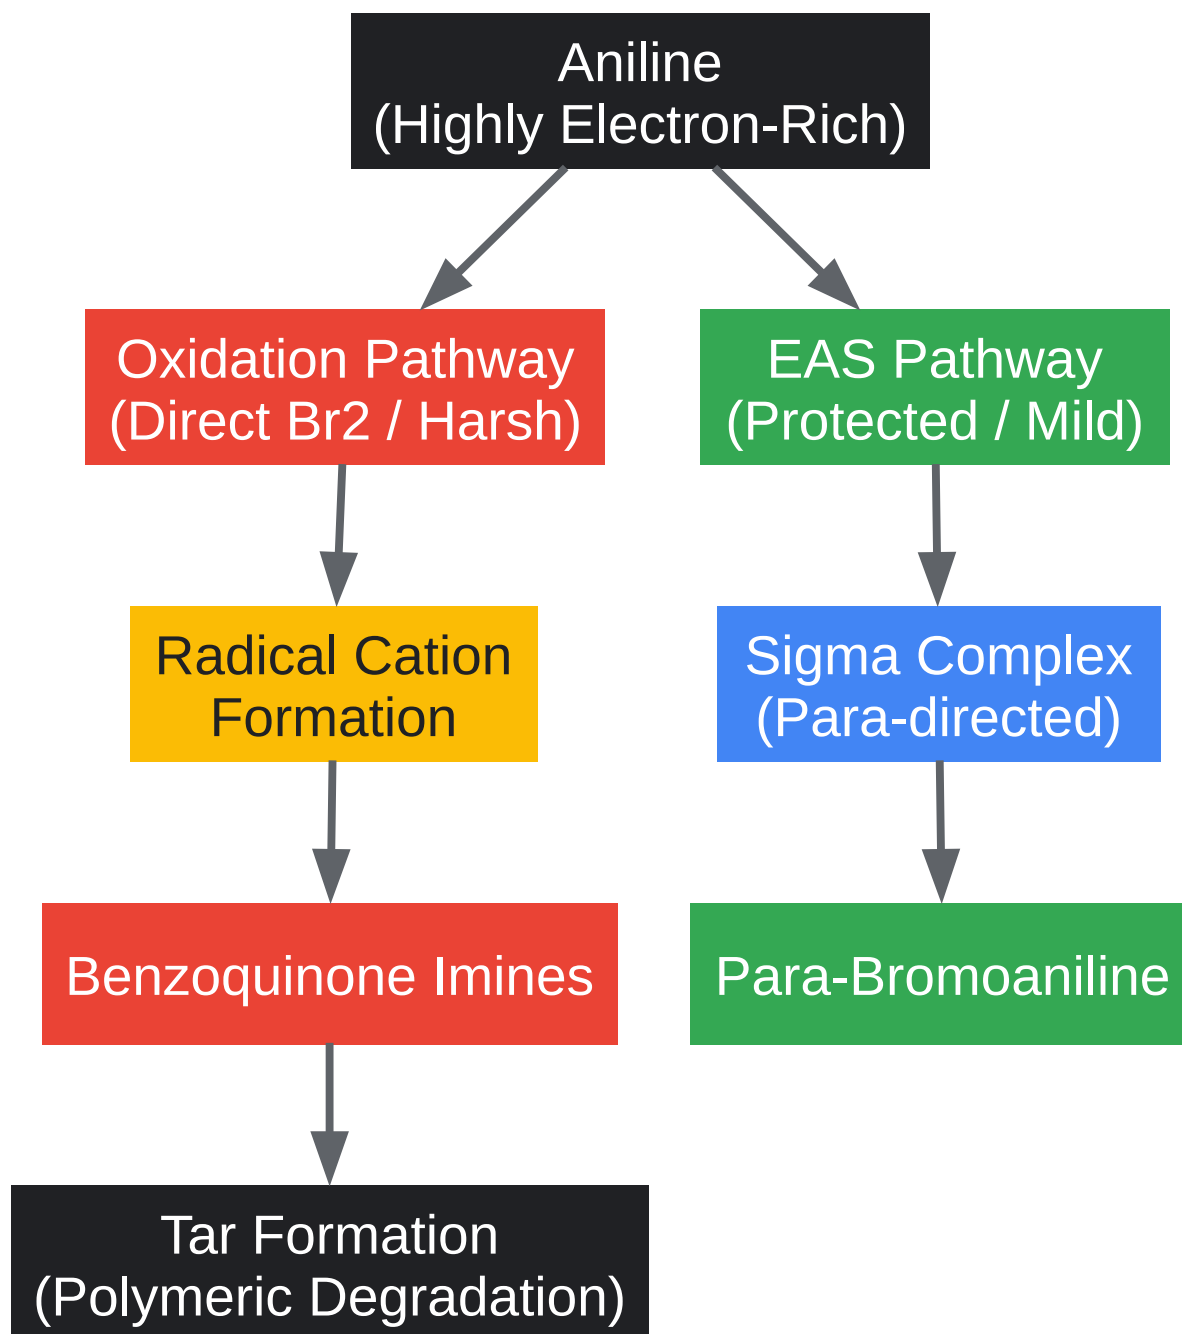 Aniline
(Highly Electron-Rich)
Oxidation Pathway
(Direct Br2 / Harsh)
EAS Pathway
(Protected / Mild)
Radical Cation
Formation
Sigma Complex
(Para-directed)
Benzoquinone Imines
Para-Bromoaniline
Tar Formation
(Polymeric Degradation)